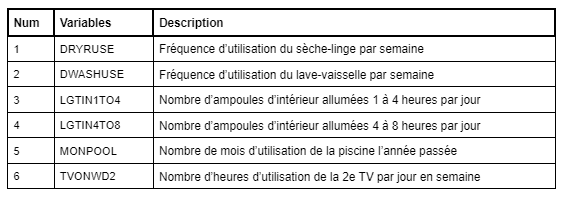 Num Variables Description
1 DRYRUSE Fréquence d'utilisation du sèche-linge par semaine
2 DWASHUSE Fréquence d'utilisation du lave-vaisselle par semaine
3 LGTIN1TO4 Nombre d'ampoules d'intérieur allumées 1 à 4 heures par jour
4 LGTIN4TO8 Nombre d'ampoules d'intérieur allumées 4 à 8 heures par jour
5 MONPOOL Nombre de mois d'utilisation de la piscine l'année passée
6 TVONWD2 Nombre d'heures d'utilisation de la 2e TV par jour en semaine